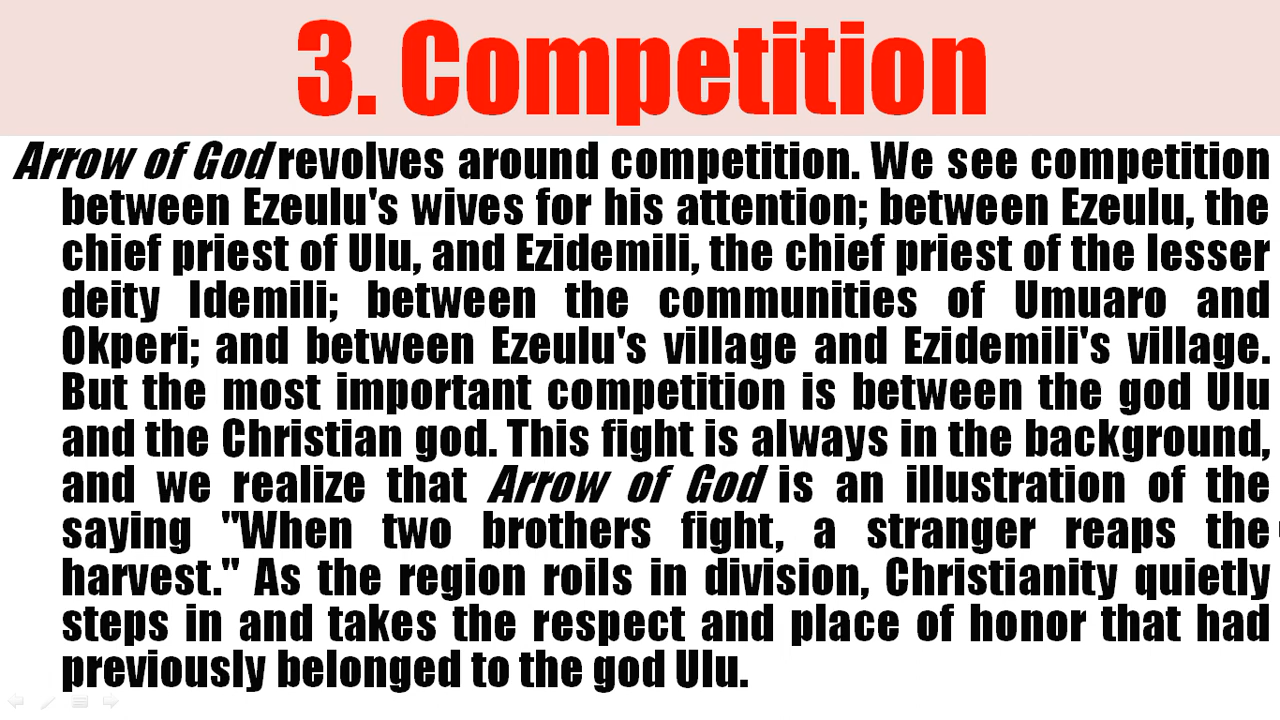 3. Competition
Arrow of God revolves around competition. We see competition
between Ezeulu's wives for his attention; between Ezeulu, the
chief priest of Ulu, and Ezidemili, the chief priest of the lesser
deity Idemili; between the communities of Umuaro and
Okperi; and between Ezeulu's village and Ezidemili's village.
But the most important competition is between the god Ulu
and the Christian god. This fight is always in the background,
and we realize that Arrow of God is an illustration of the
saying "When two brothers fight, a stranger reaps the
harvest." As the region roils in division, Christianity quietly
steps in and takes the respect and place of honor that had
previously belonged to the god Ulu.